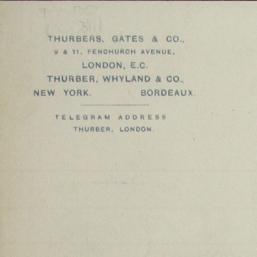 THURBERS, GATES & CO.,
9 & 11, FENCHURCH AVENUE,
LONDON, E.C.
THURBER, WHYLAND & CO.,
NEW YORK. BORDEAUX.
TELEGRAM ADDRESS
THURBER, LONDON.